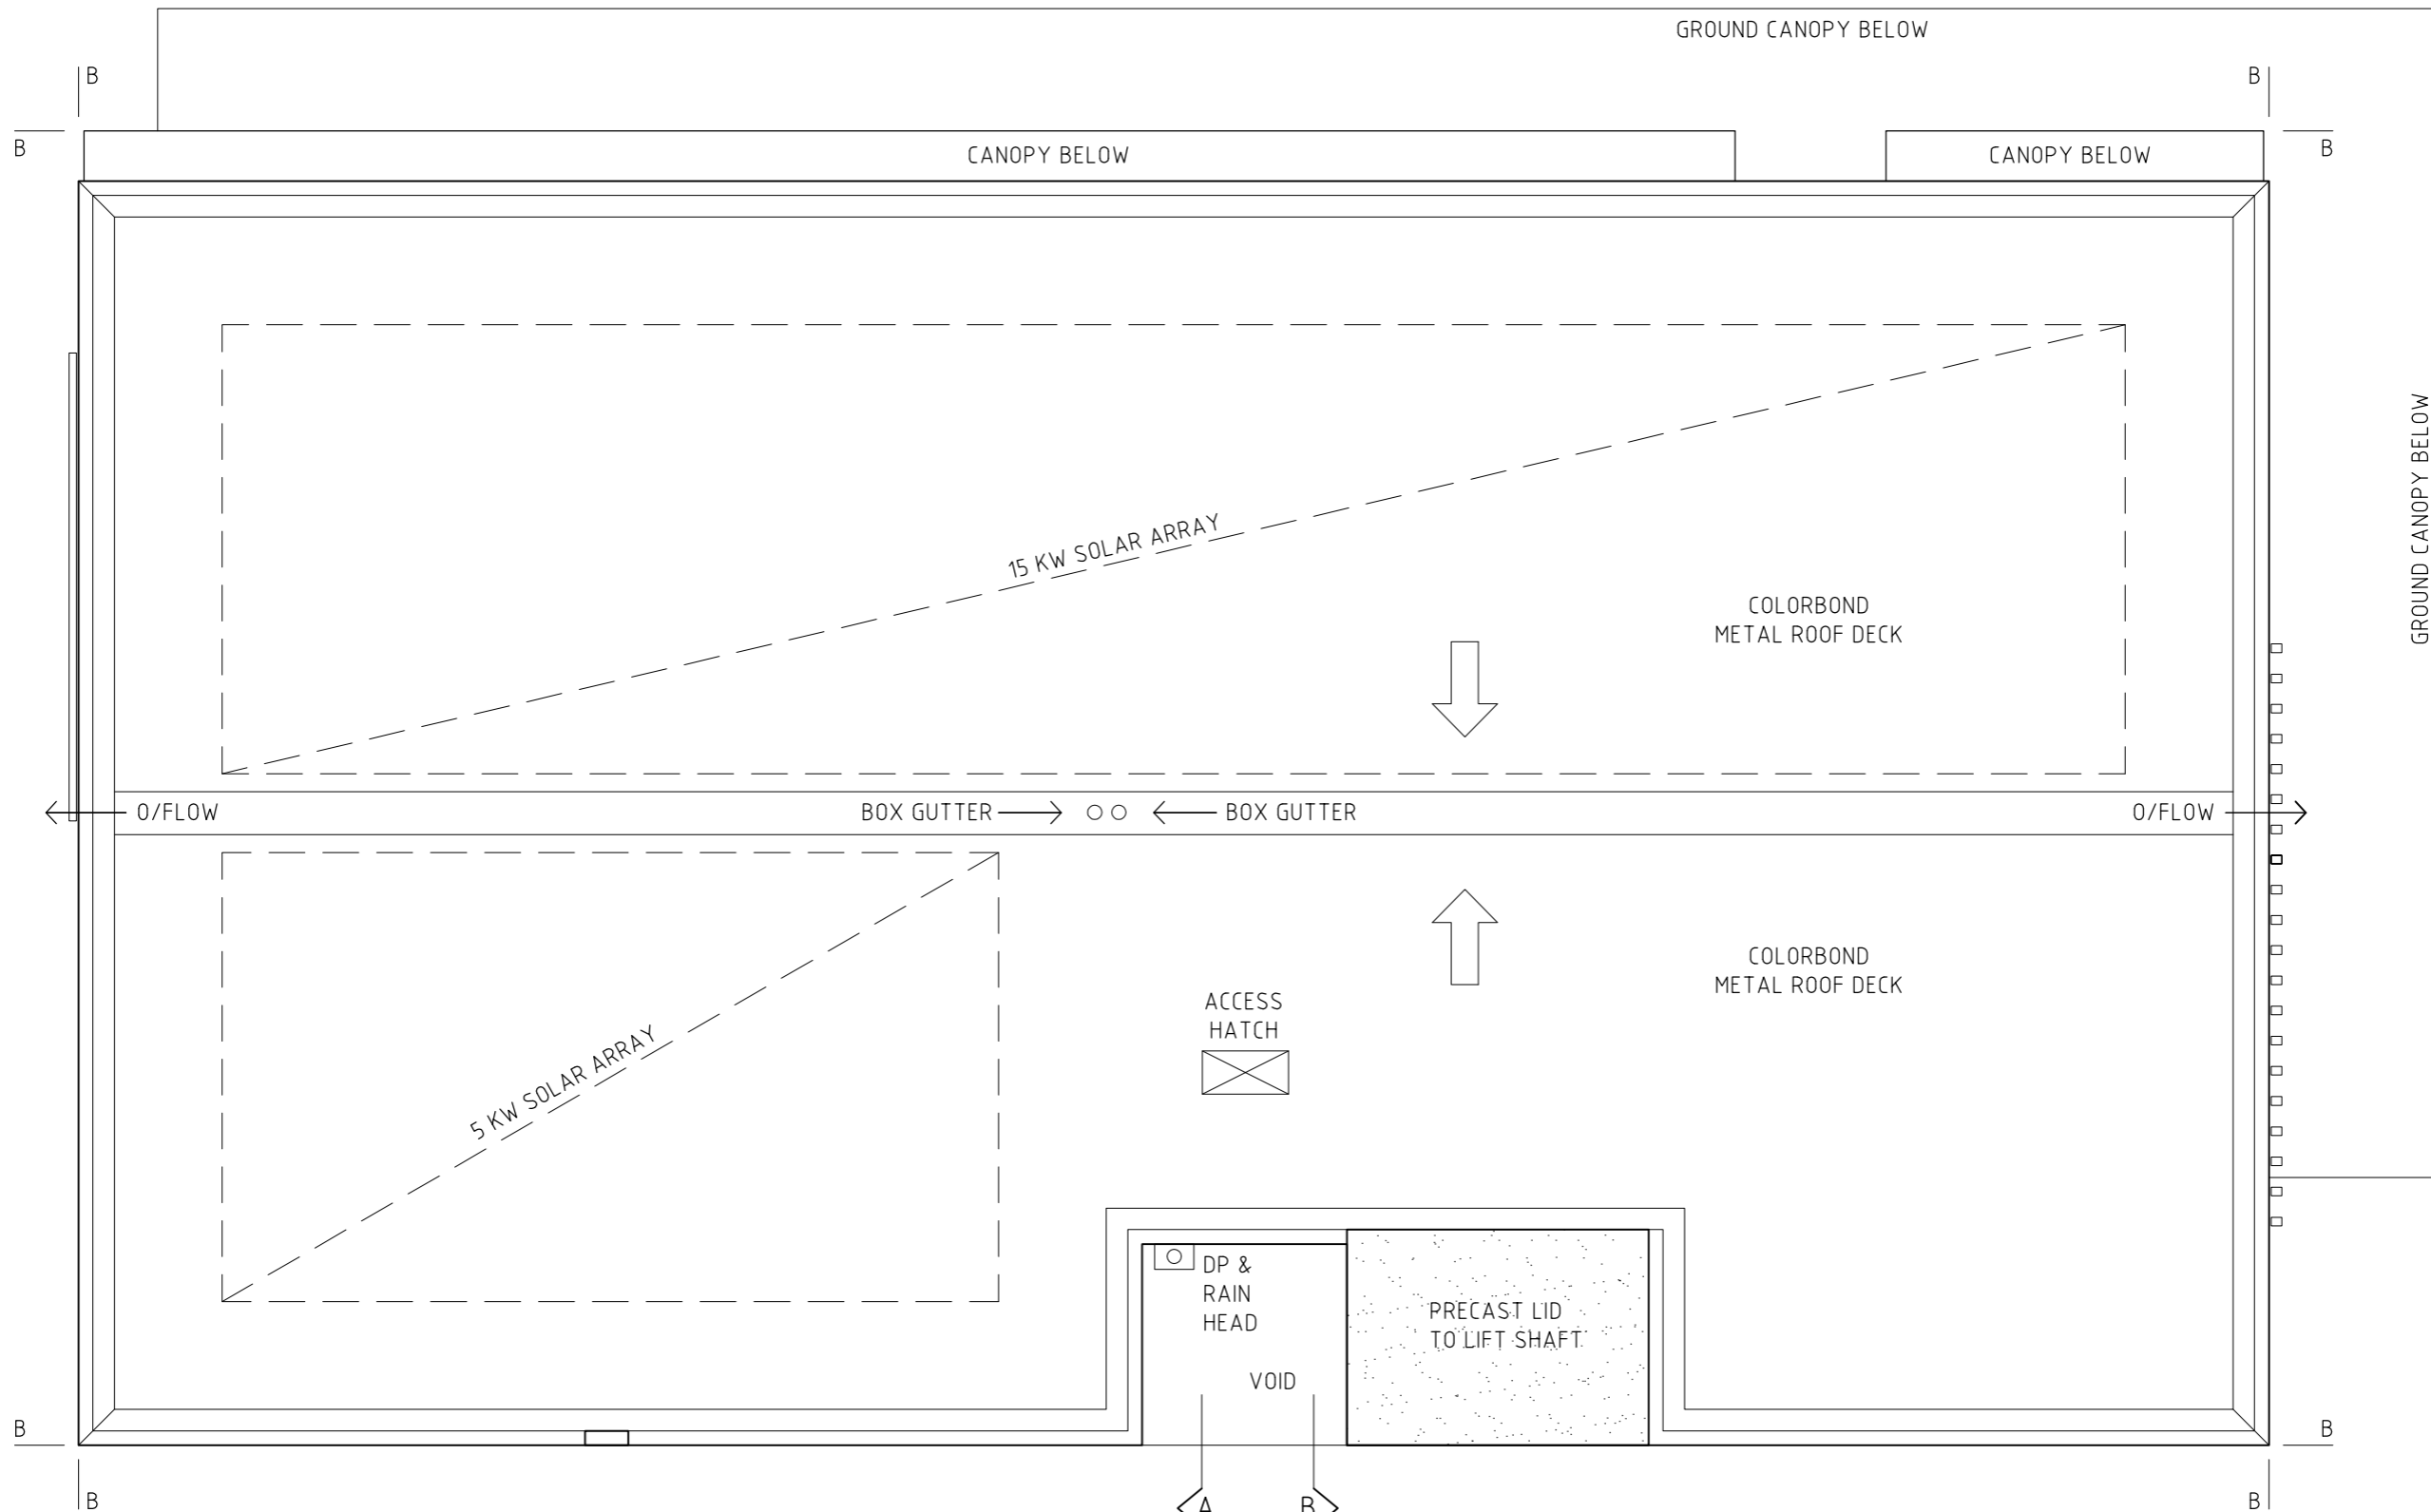 GROUND CANOPY BELOW
B
B
B
B
CANOPY BELOW
CANOPY BELOW
GROUND CANOPY BELOW
15 KW SOLAR ARRAY
COLORBOND
METAL ROOF DECK
O/FLOW
BOX GUTTER
BOX GUTTER
O/FLOW
COLORBOND
METAL ROOF DECK
ACCESS
HATCH
5 KW SOLAR ARRAY
DP &
RAIN
HEAD
PRECAST LID
TO LIFT SHAFT
VOID
B
B
B
A
B
B